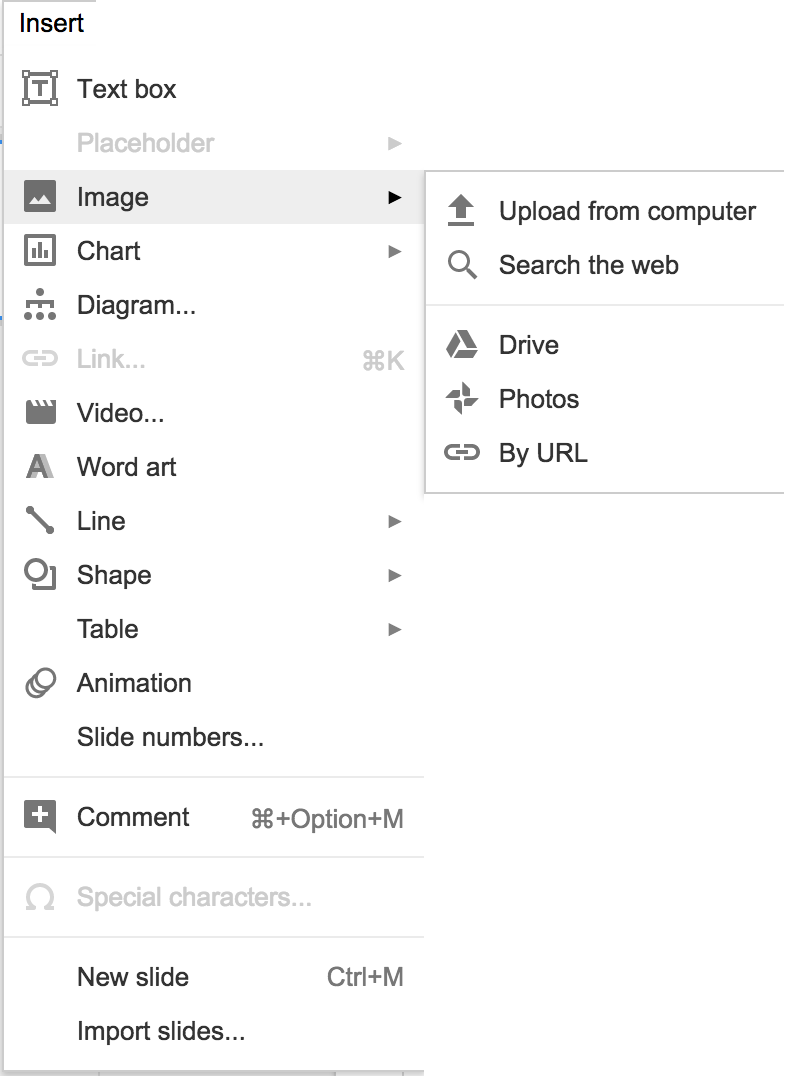 Insert
Text box
Placeholder
Image
Chart
Diagram...
Link... ⌘K
Video...
Word art
Line
Shape
Table
Animation
Slide numbers...
Comment ⌘+Option+M
Special characters...
New slide Ctrl+M
Import slides...
Upload from computer
Search the web
Drive
Photos
By URL